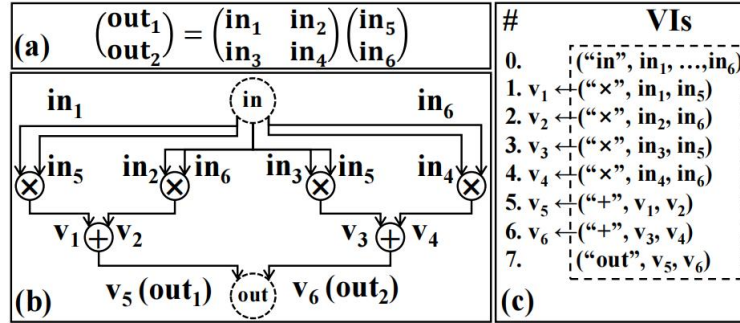 (a) (out₁ out₂) = (in₁ in₂ in₃ in₄)(in₅ in₆)
in
in₁ in₆
in₅ in₂ in₆ in₃ in₅ in₄
× × × ×
v₁ + v₂ v₃ + v₄
v₅ (out₁) out v₆ (out₂)
(b)
# VIs
0. (“in”, in₁, …,in₆)
1. v₁ ←(“×”, in₁, in₅)
2. v₂ ←(“×”, in₂, in₆)
3. v₃ ←(“×”, in₃, in₅)
4. v₄ ←(“×”, in₄, in₆)
5. v₅ ←(“+”, v₁, v₂)
6. v₆ ←(“+”, v₃, v₄)
7. (“out”, v₅, v₆)
(c)